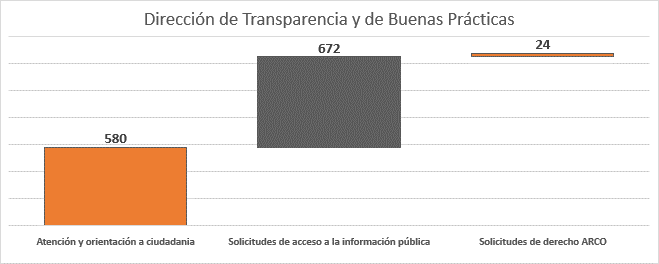 Dirección de Transparencia y de Buenas Prácticas
580
672
24
Atención y orientación a ciudadania
Solicitudes de acceso a la información pública
Solicitudes de derecho ARCO